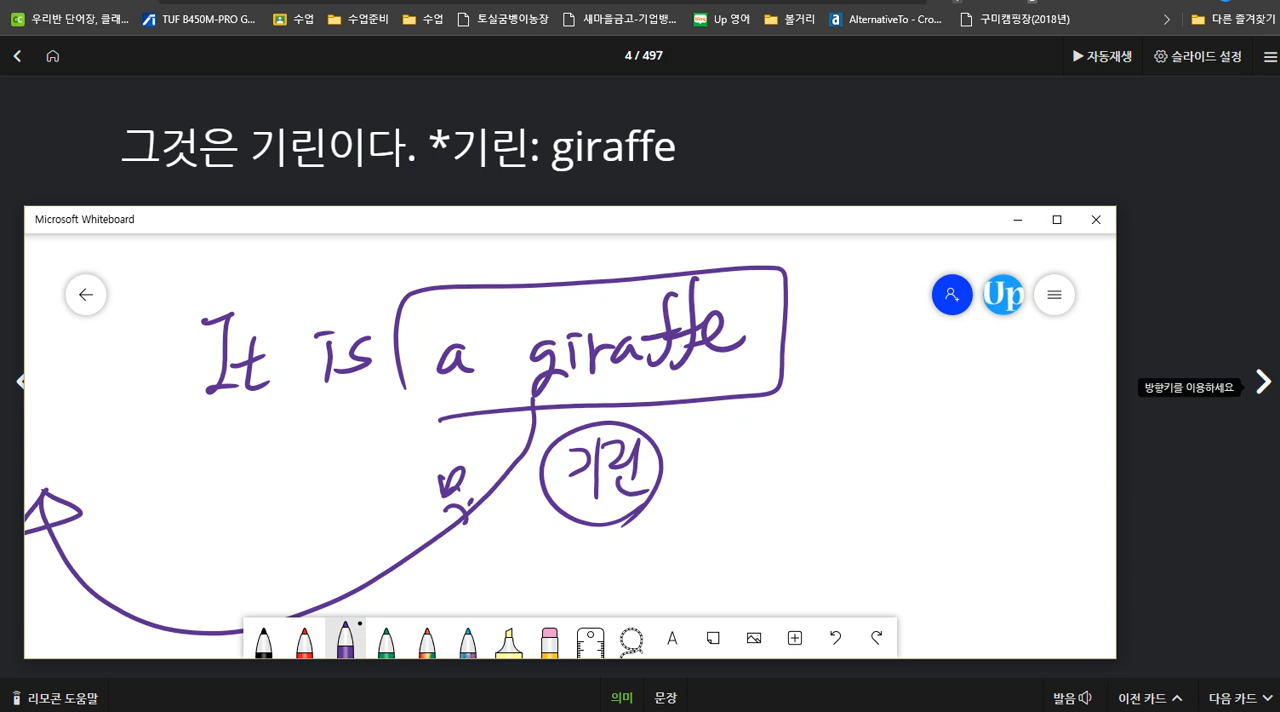 우리반 단어장, 클래... TUF B450M-PRO G... 수업 수업준비 수업 토실굼벵이농장 새마을금고-기업뱅... Up 영어 볼거리 AlternativeTo - Cro... 구미캠핑장(2018년) 다른 즐겨찾기
4 / 497 자동재생 슬라이드 설정
그것은 기린이다. *기린: giraffe
Microsoft Whiteboard
Up
It is a giraffe
방향키를 이용하세요
기린
리모콘 도움말 의미 문장 발음 이전 카드 다음 카드